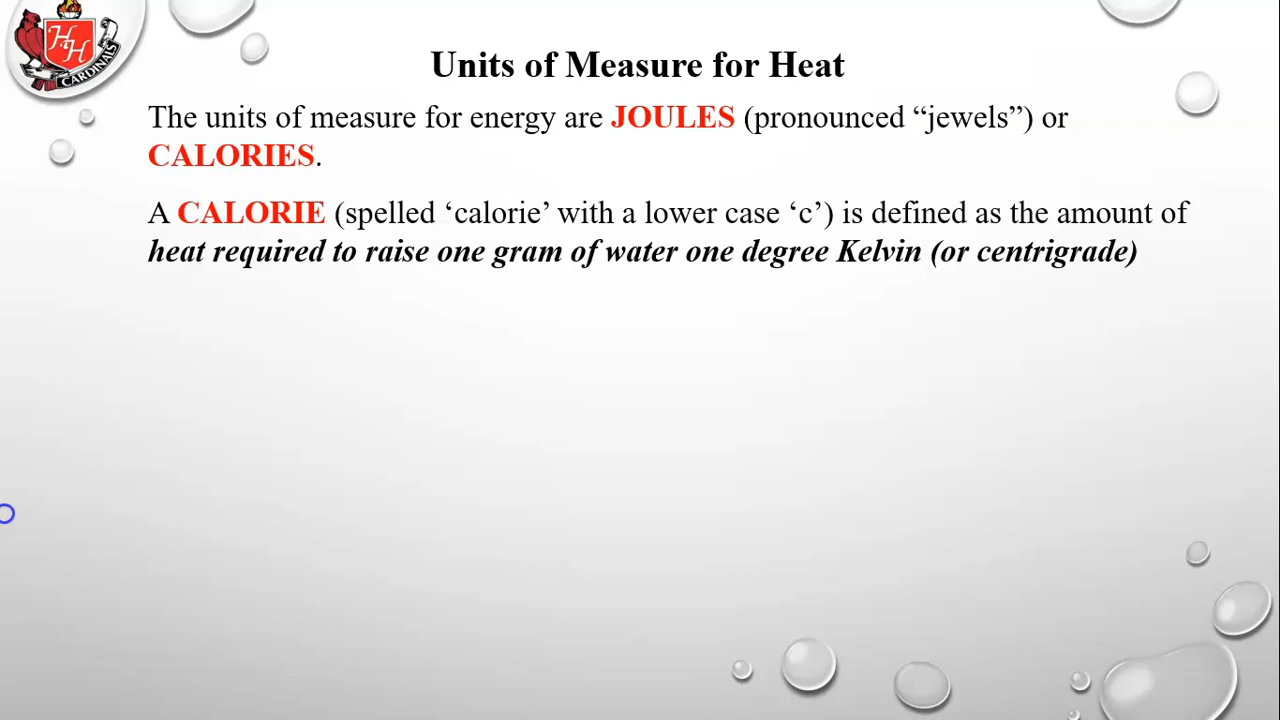 HH
CARDINALS
Units of Measure for Heat
The units of measure for energy are JOULES (pronounced “jewels”) or
CALORIES.
A CALORIE (spelled ‘calorie’ with a lower case ‘c’) is defined as the amount of
heat required to raise one gram of water one degree Kelvin (or centrigrade)